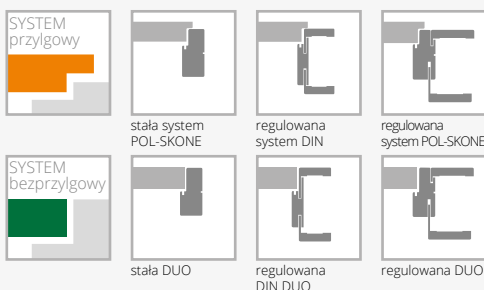 SYSTEM
przylgowy
stała system
POL-SKONE
regulowana
system DIN
regulowana
system POL-SKONE
SYSTEM
bezprzylgowy
stała DUO
regulowana
DIN DUO
regulowana DUO